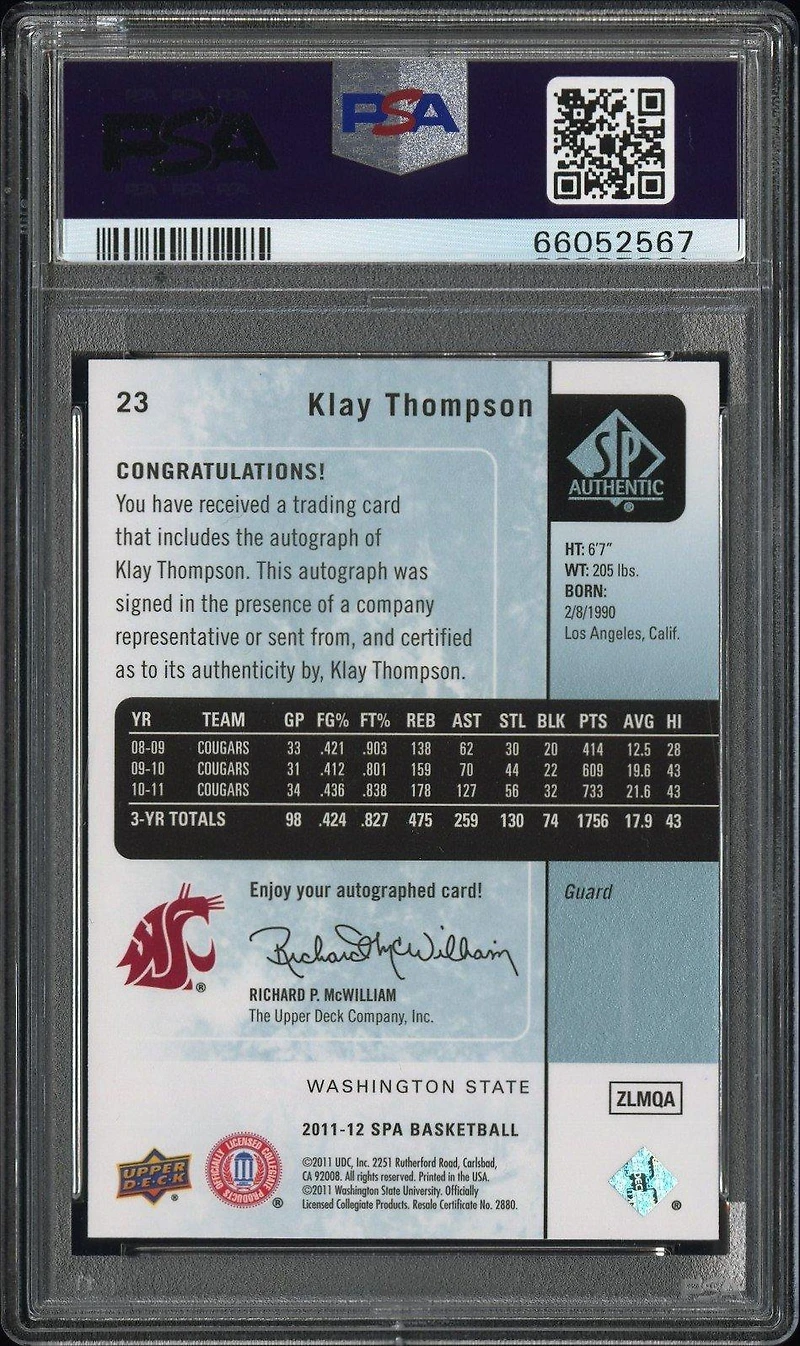 PSA
PSA
66052567
23
Klay Thompson
CONGRATULATIONS!
You have received a trading card
that includes the autograph of
Klay Thompson. This autograph was
signed in the presence of a company
representative or sent from, and certified
as to its authenticity by, Klay Thompson.
SP
AUTHENTIC
®
HT: 6'7"
WT: 205 lbs.
BORN:
2/8/1990
Los Angeles, Calif.
YR TEAM GP FG% FT% REB AST STL BLK PTS AVG HI
08-09 COUGARS 33 .421 .903 138 62 30 20 414 12.5 28
09-10 COUGARS 31 .412 .801 159 70 44 22 609 19.6 43
10-11 COUGARS 34 .436 .838 178 127 56 32 733 21.6 43
3-YR TOTALS 98 .424 .827 475 259 130 74 1756 17.9 43
Enjoy your autographed card!
Guard
WSC
®
Richard P. McWilliam
RICHARD P. McWILLIAM
The Upper Deck Company, Inc.
WASHINGTON STATE
ZLMQA
2011-12 SPA BASKETBALL
UPPER
DECK
®
OFFICIALLY LICENSED COLLEGIATE PRODUCTS
®
©2011 UDC, Inc. 2251 Rutherford Road, Carlsbad,
CA 92008. All rights reserved. Printed in the USA.
©2011 Washington State University. Officially
Licensed Collegiate Products. Resale Certificate No. 2880.
®